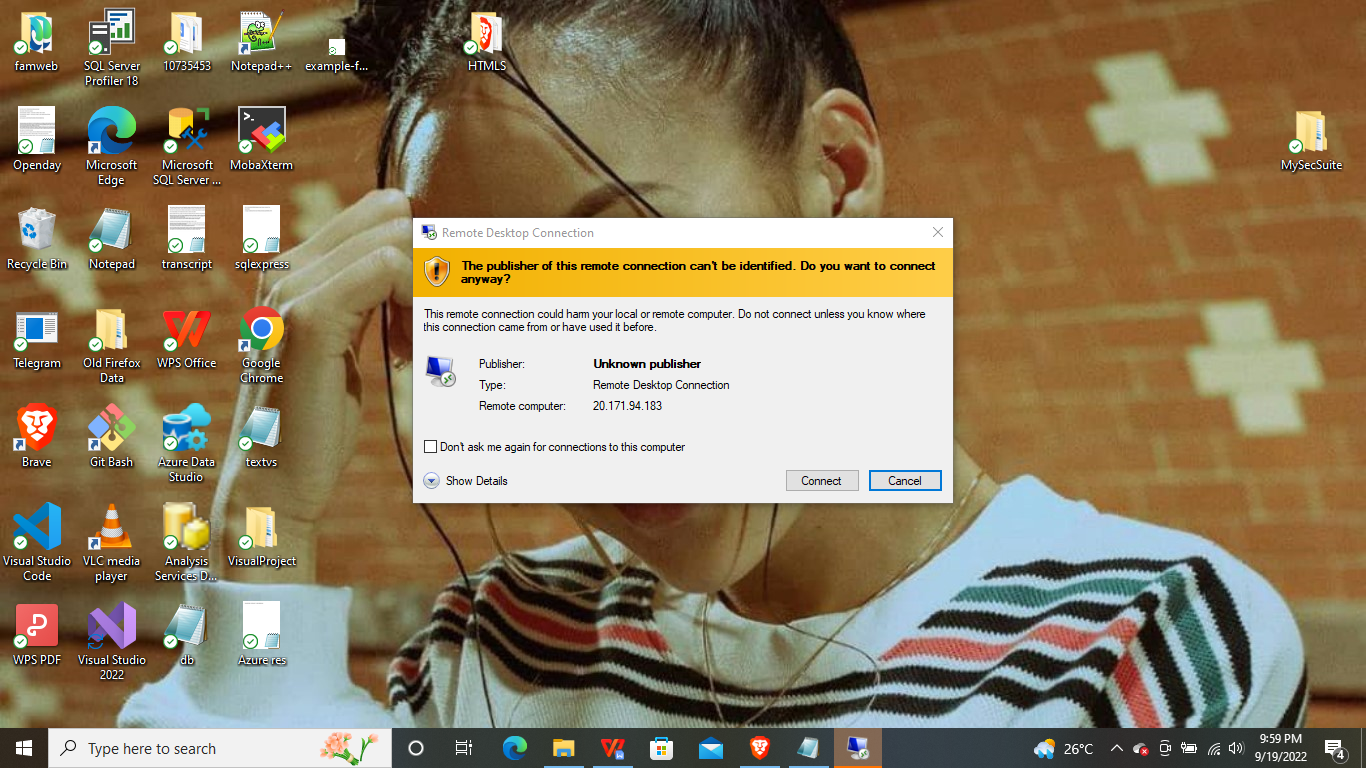 famweb
SQL Server
Profiler 18
10735453
Notepad++
example-f...
HTMLS
Openday
Microsoft
Edge
Microsoft
SQL Server ...
MobaXterm
MySecSuite
Recycle Bin
Notepad
transcript
sqlexpress
Telegram
Old Firefox
Data
WPS Office
Google
Chrome
Brave
Git Bash
Azure Data
Studio
textvs
Visual Studio
Code
VLC media
player
Analysis
Services D...
VisualProject
WPS PDF
Visual Studio
2022
db
Azure res
Remote Desktop Connection
The publisher of this remote connection can't be identified. Do you want to connect
anyway?
This remote connection could harm your local or remote computer. Do not connect unless you know where
this connection came from or have used it before.
Publisher: Unknown publisher
Type: Remote Desktop Connection
Remote computer: 20.171.94.183
Don't ask me again for connections to this computer
Show Details Connect Cancel
Type here to search
26°C
9:59 PM
9/19/2022
4